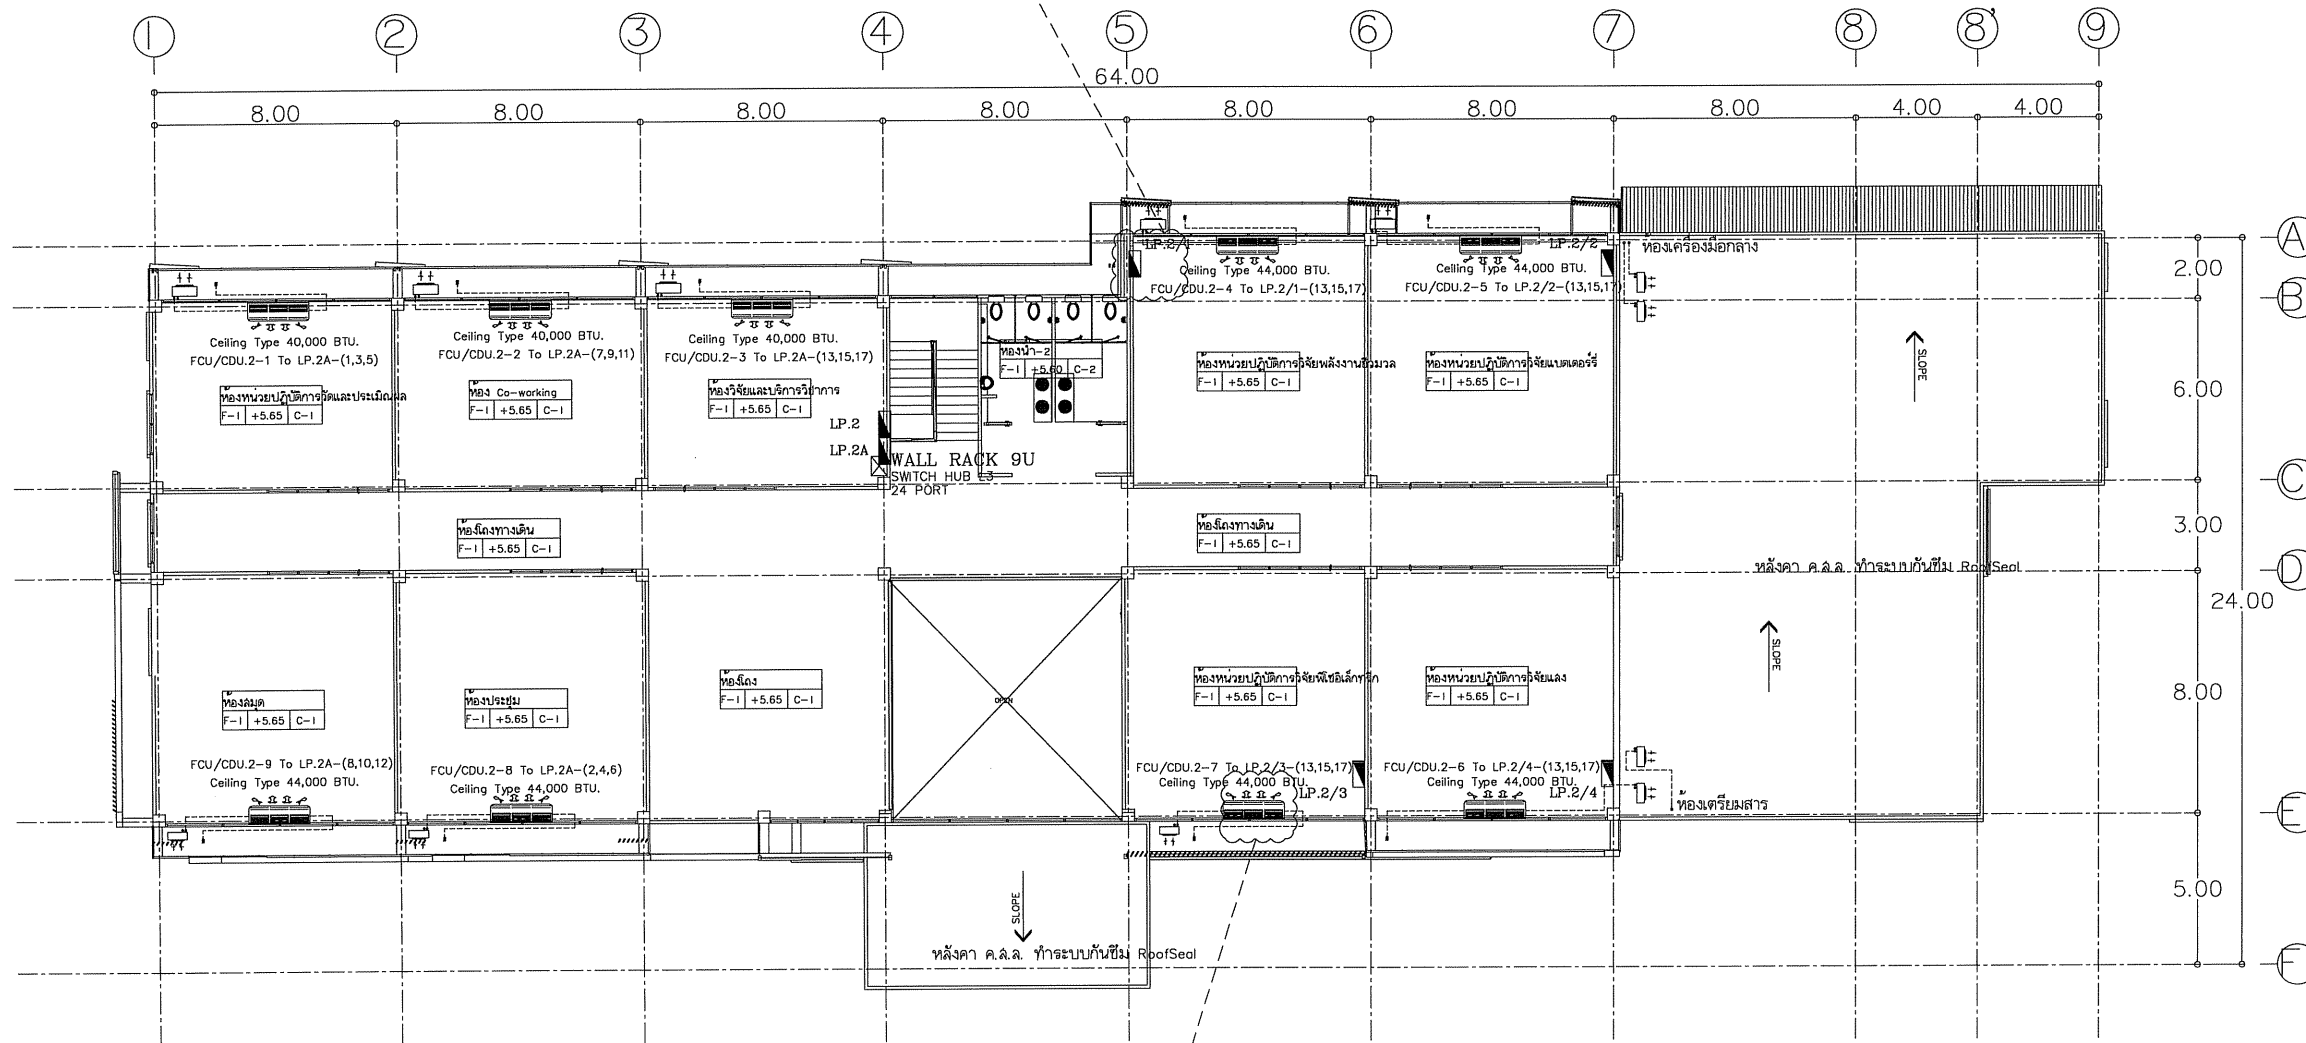 1 2 3 4 5 6 7 8 8' 9
64.00
8.00 8.00 8.00 8.00 8.00 8.00 8.00 4.00 4.00
A
LP.2/1
LP.2/2
ห้องเครื่องมือกลาง
2.00
Ceiling Type 44,000 BTU.
FCU/CDU.2-4 To LP.2/1-(13,15,17)
Ceiling Type 44,000 BTU.
FCU/CDU.2-5 To LP.2/2-(13,15,17)
B
Ceiling Type 40,000 BTU.
FCU/CDU.2-1 To LP.2A-(1,3,5)
Ceiling Type 40,000 BTU.
FCU/CDU.2-2 To LP.2A-(7,9,11)
Ceiling Type 40,000 BTU.
FCU/CDU.2-3 To LP.2A-(13,15,17)
ห้องน้ำ-2
F-1 +5.60 C-2
ห้องหน่วยปฏิบัติการวิจัยพลังงานชีวมวล
F-1 +5.65 C-1
ห้องหน่วยปฏิบัติการวิจัยแบตเตอร์รี่
F-1 +5.65 C-1
SLOPE
6.00
ห้องหน่วยปฏิบัติการวัดและประเมินผล
F-1 +5.65 C-1
ห้อง Co-working
F-1 +5.65 C-1
ห้องวิจัยและบริการวิชาการ
F-1 +5.65 C-1
LP.2
LP.2A
WALL RACK 9U
SWITCH HUB L3
24 PORT
C
ห้องโถงทางเดิน
F-1 +5.65 C-1
ห้องโถงทางเดิน
F-1 +5.65 C-1
3.00
หลังคา ค.ส.ล. ทำระบบกันซึม RoofSeal
D
24.00
SLOPE
ห้องสมุด
F-1 +5.65 C-1
ห้องประชุม
F-1 +5.65 C-1
ห้องโถง
F-1 +5.65 C-1
OPEN
ห้องหน่วยปฏิบัติการวิจัยพีโซอิเล็กทริก
F-1 +5.65 C-1
ห้องหน่วยปฏิบัติการวิจัยแสง
F-1 +5.65 C-1
8.00
FCU/CDU.2-9 To LP.2A-(8,10,12)
Ceiling Type 44,000 BTU.
FCU/CDU.2-8 To LP.2A-(2,4,6)
Ceiling Type 44,000 BTU.
FCU/CDU.2-7 To LP.2/3-(13,15,17)
Ceiling Type 44,000 BTU.
LP.2/3
FCU/CDU.2-6 To LP.2/4-(13,15,17)
Ceiling Type 44,000 BTU.
LP.2/4
ห้องเตรียมสาร
E
5.00
SLOPE
หลังคา ค.ส.ล. ทำระบบกันซึม RoofSeal
F